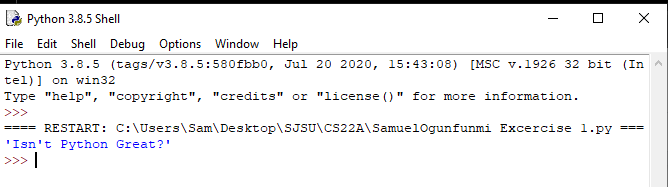 Python 3.8.5 Shell
File Edit Shell Debug Options Window Help
Python 3.8.5 (tags/v3.8.5:580fbb0, Jul 20 2020, 15:43:08) [MSC v.1926 32 bit (In
tel)] on win32
Type "help", "copyright", "credits" or "license()" for more information.
>>>
==== RESTART: C:\Users\Sam\Desktop\SJSU\CS22A\SamuelOgunfunmi Excercise 1.py ===
'Isn't Python Great?'
>>>